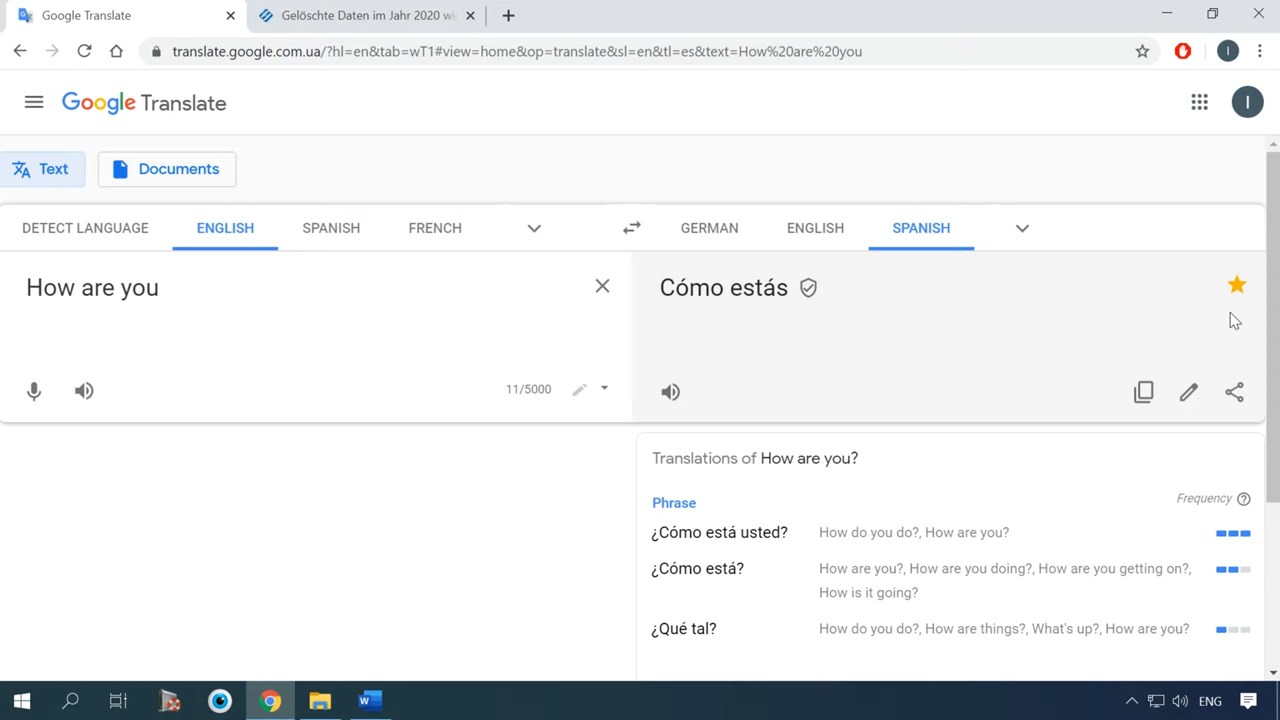 Google Translate
Gelöschte Daten im Jahr 2020 wi
translate.google.com.ua/?hl=en&tab=wT1#view=home&op=translate&sl=en&tl=es&text=How%20are%20you
I
Google Translate
I
Text
Documents
DETECT LANGUAGE ENGLISH SPANISH FRENCH GERMAN ENGLISH SPANISH
How are you
Cómo estás
11/5000
Translations of How are you?
Phrase
Frequency
¿Cómo está usted? How do you do?, How are you?
¿Cómo está? How are you?, How are you doing?, How are you getting on?,
How is it going?
¿Qué tal? How do you do?, How are things?, What's up?, How are you?
ENG